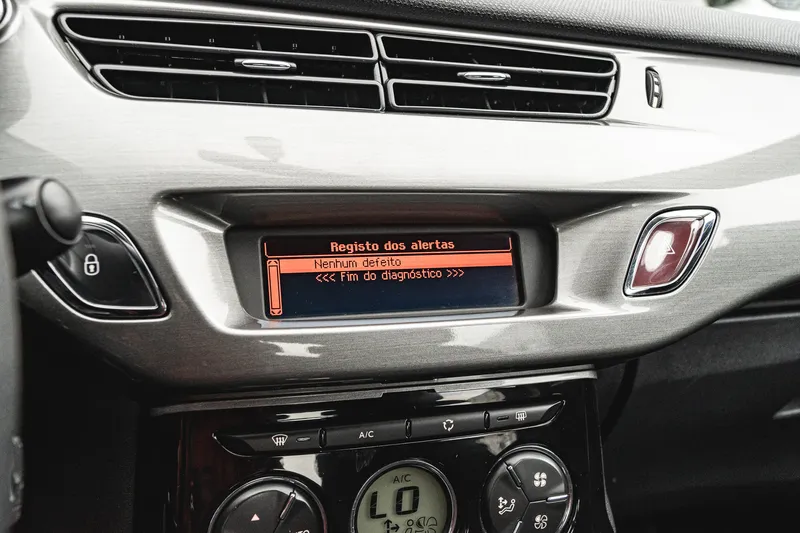 Registo dos alertas
Nenhum defeito
<<< Fim do diagnóstico >>>
A/C
A/C
LO